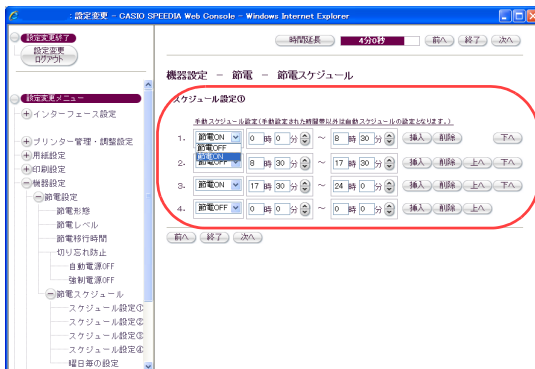 : 設定変更 - CASIO SPEEDIA Web Console - Windows Internet Explorer
設定変更終了
設定変更
ログアウト
設定変更メニュー
インターフェース設定
プリンター管理・調整設定
用紙設定
印刷設定
機器設定
節電設定
節電形態
節電レベル
節電移行時間
切り忘れ防止
自動電源OFF
強制電源OFF
節電スケジュール
スケジュール設定①
スケジュール設定②
スケジュール設定③
スケジュール設定④
曜日毎の設定
時間延長 4分0秒 前へ 終了 次へ
機器設定 - 節電 - 節電スケジュール
スケジュール設定①
手動スケジュール設定(手動設定された時間帯以外は自動スケジュールの設定となります。)
1. 節電ON 0 時 0 分 ~ 8 時 30 分 挿入 削除 下へ
節電OFF
節電ON
2. 節電OFF 8 時 30 分 ~ 17 時 30 分 挿入 削除 上へ 下へ
3. 節電ON 17 時 30 分 ~ 24 時 0 分 挿入 削除 上へ 下へ
4. 節電OFF 0 時 0 分 ~ 0 時 0 分 挿入 削除 上へ
前へ 終了 次へ